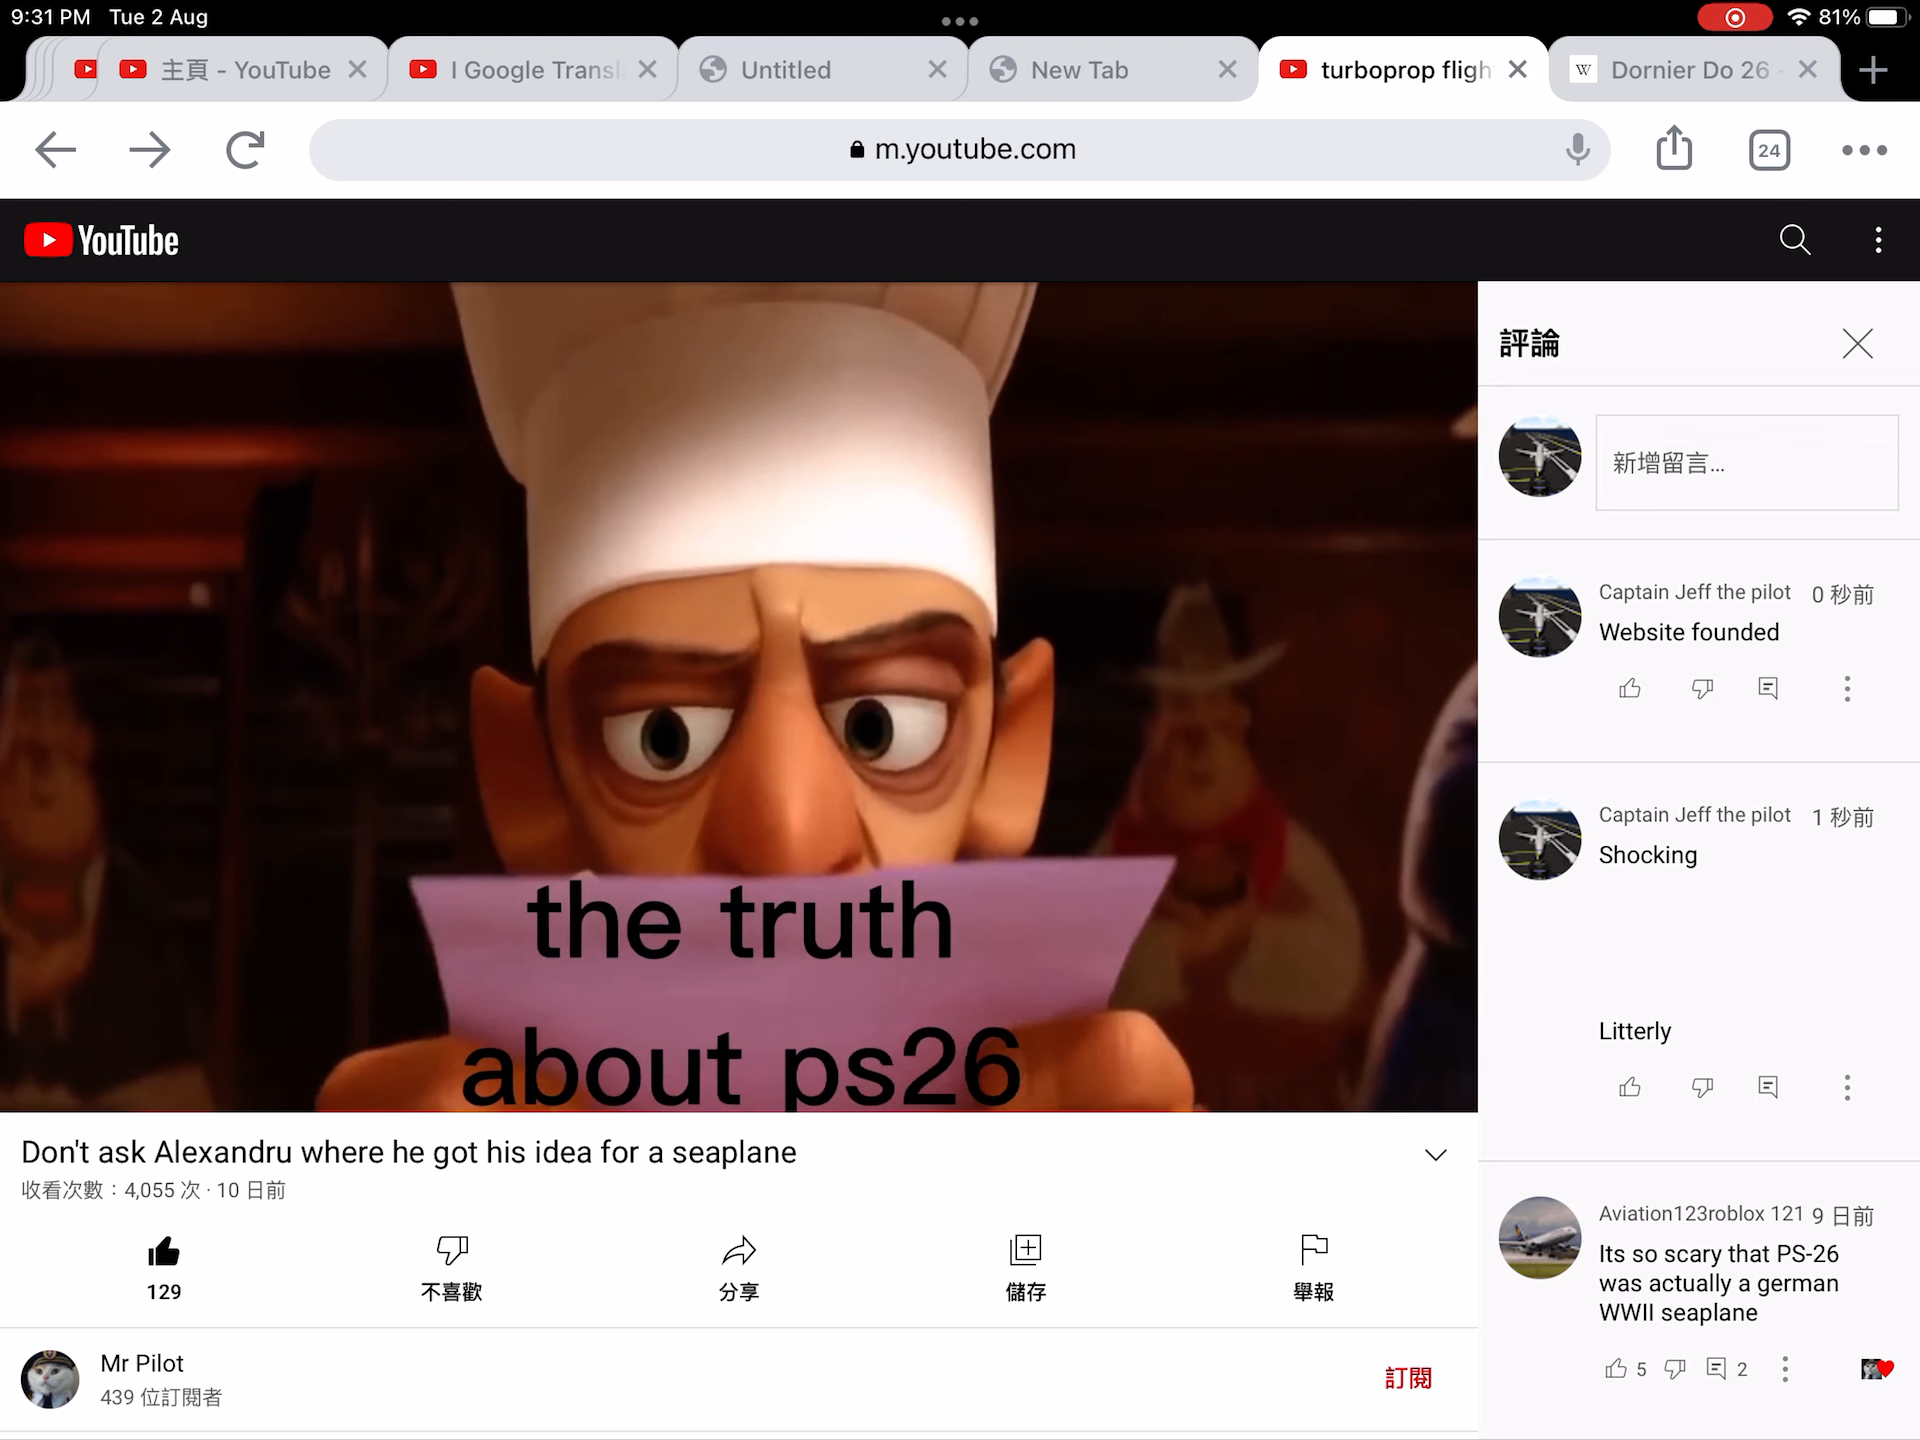 9:31 PM Tue 2 Aug
81%
主頁 - YouTube
I Google Transl
Untitled
New Tab
turboprop fligh
W Dornier Do 26 -
m.youtube.com
24
YouTube
the truth
about ps26
Don't ask Alexandru where he got his idea for a seaplane
收看次數：4,055 次 · 10 日前
129
不喜歡
分享
儲存
舉報
Mr Pilot
439 位訂閱者
訂閱
評論
新增留言...
Captain Jeff the pilot 0 秒前
Website founded
Captain Jeff the pilot 1 秒前
Shocking
Litterly
Aviation123roblox 121 9 日前
Its so scary that PS-26
was actually a german
WWII seaplane
5
2